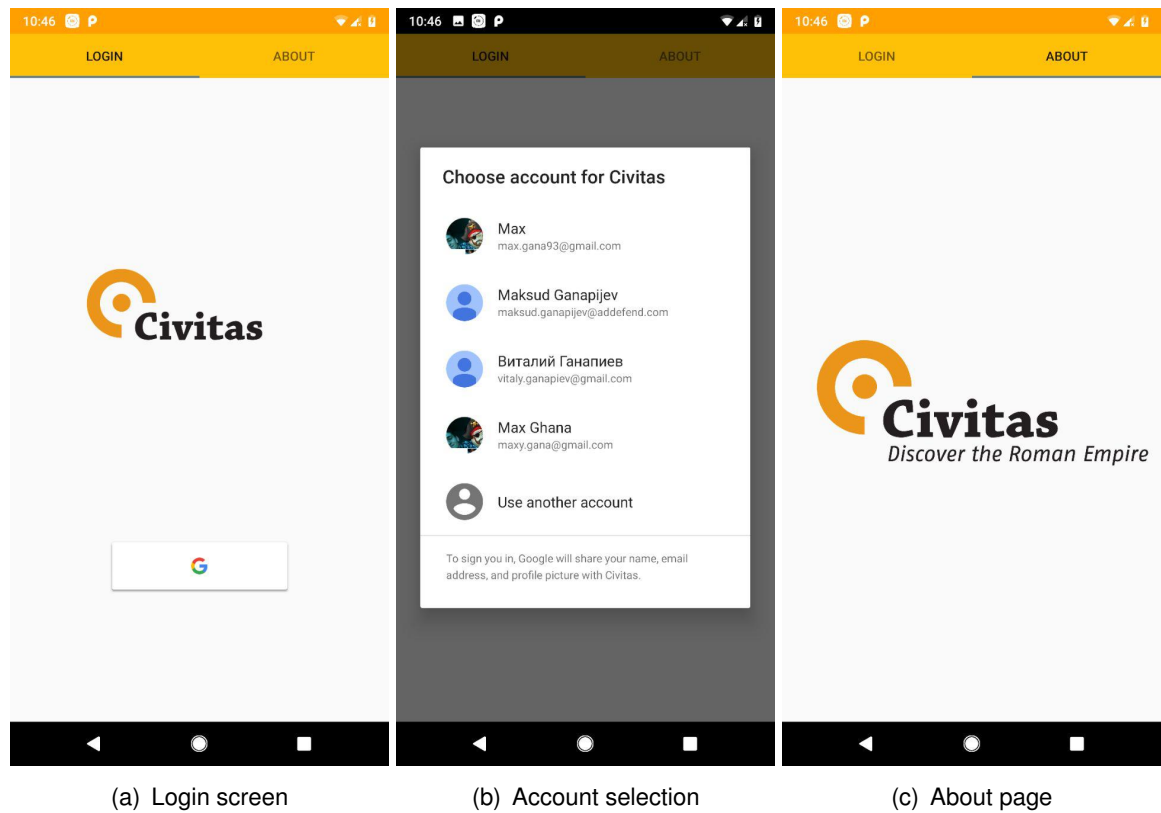 10:46
LOGIN ABOUT
Civitas
(a) Login screen
10:46
LOGIN ABOUT
Choose account for Civitas
Max
max.gana93@gmail.com
Maksud Ganapijev
maksud.ganapijev@addefend.com
Виталий Ганапиев
vitaly.ganapiev@gmail.com
Max Ghana
maxy.gana@gmail.com
Use another account
To sign you in, Google will share your name, email
address, and profile picture with Civitas.
(b) Account selection
10:46
LOGIN ABOUT
Civitas
Discover the Roman Empire
(c) About page